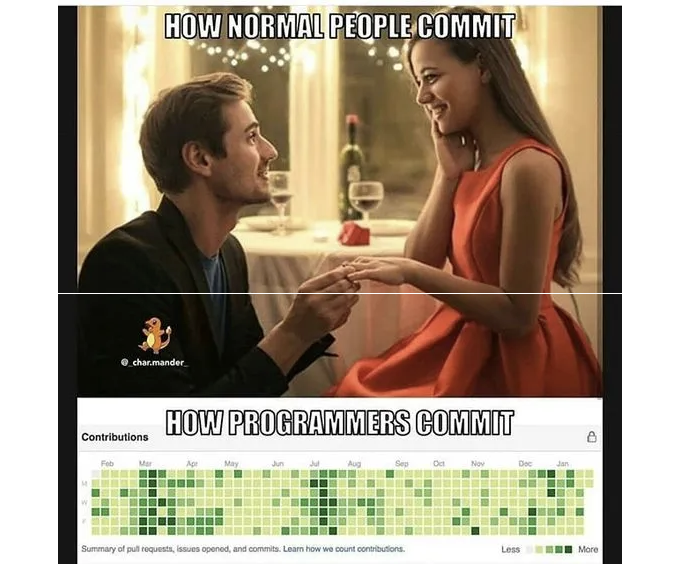 HOW NORMAL PEOPLE COMMIT
@_char.mander_
HOW PROGRAMMERS COMMIT
Contributions
Feb Mar Apr May Jun Jul Aug Sep Oct Nov Dec Jan
M
W
F
Summary of pull requests, issues opened, and commits. Learn how we count contributions.
Less More